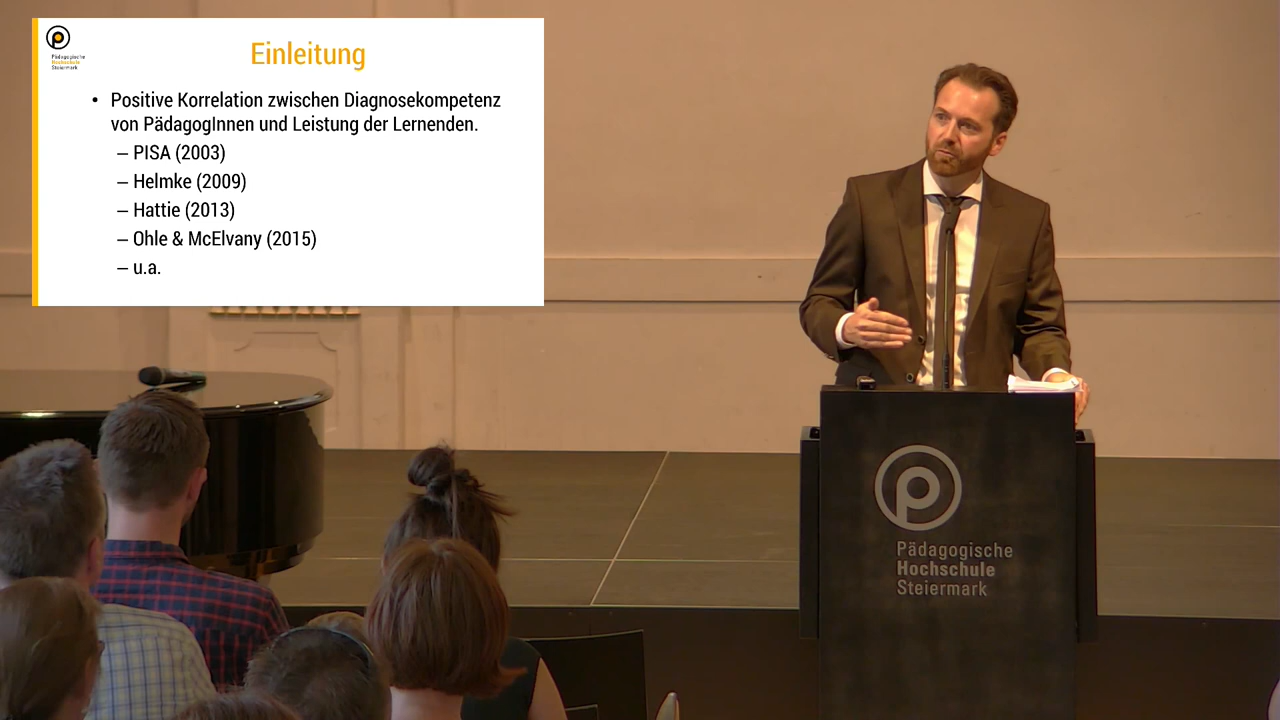 Pädagogische
Hochschule
Steiermark
Einleitung
• Positive Korrelation zwischen Diagnosekompetenz
von PädagogInnen und Leistung der Lernenden.
– PISA (2003)
– Helmke (2009)
– Hattie (2013)
– Ohle & McElvany (2015)
– u.a.
Pädagogische
Hochschule
Steiermark